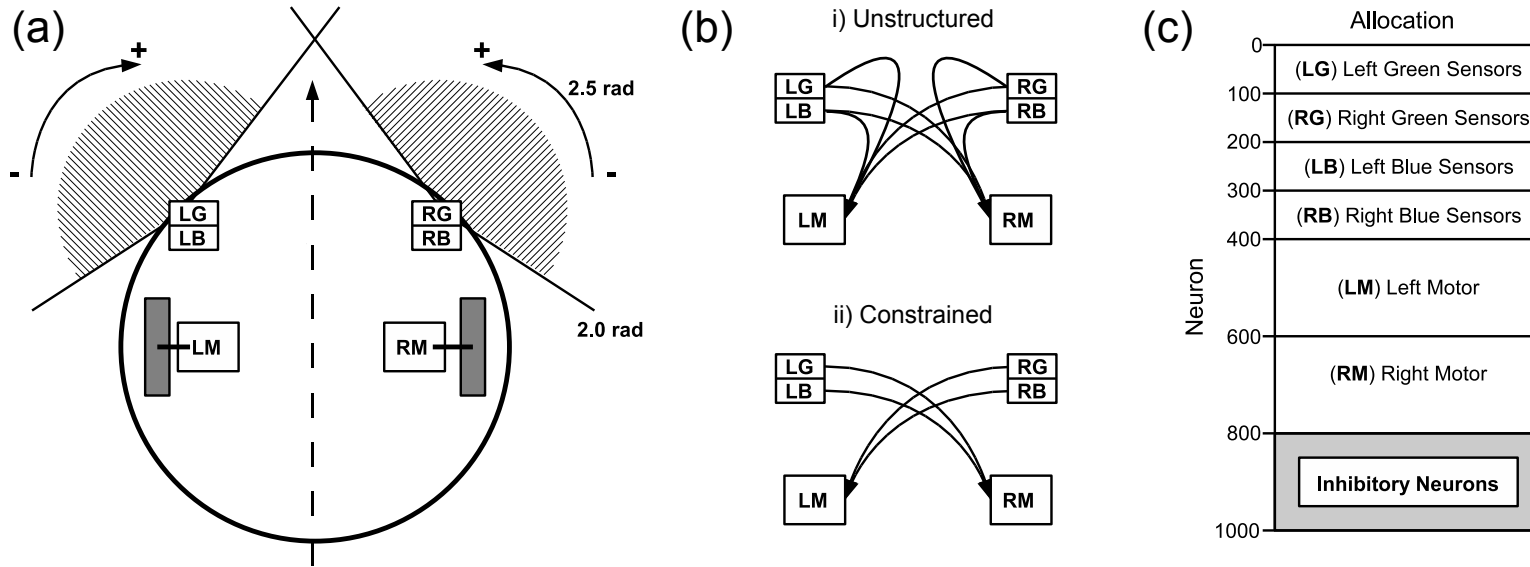 (a)
+
+
-
-
2.5 rad
2.0 rad
LG
LB
RG
RB
LM
RM
(b)
i) Unstructured
LG
LB
RG
RB
LM
RM
ii) Constrained
LG
LB
RG
RB
LM
RM
(c)
Allocation
Neuron
0
(LG) Left Green Sensors
100
(RG) Right Green Sensors
200
(LB) Left Blue Sensors
300
(RB) Right Blue Sensors
400
(LM) Left Motor
600
(RM) Right Motor
800
Inhibitory Neurons
1000